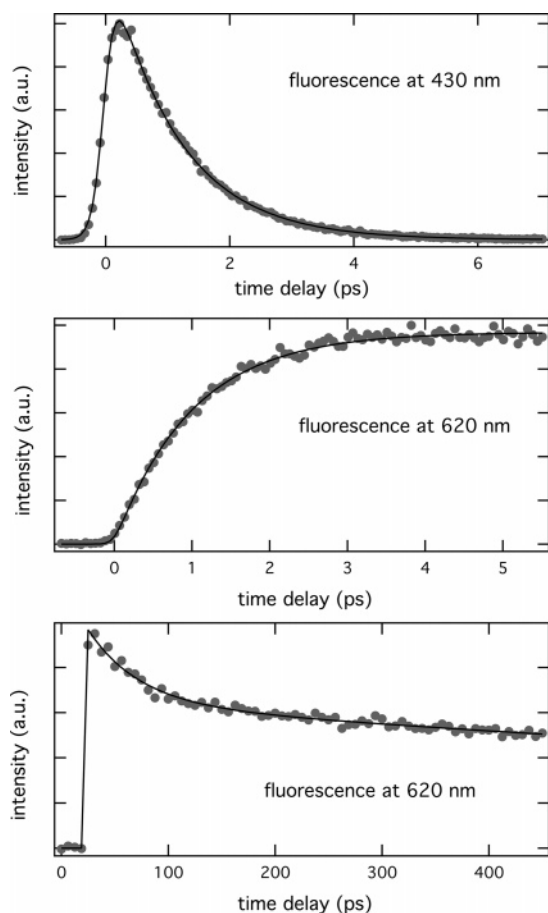 intensity (a.u.)
fluorescence at 430 nm
0 2 4 6
time delay (ps)
intensity (a.u.)
fluorescence at 620 nm
0 1 2 3 4 5
time delay (ps)
intensity (a.u.)
fluorescence at 620 nm
0 100 200 300 400
time delay (ps)